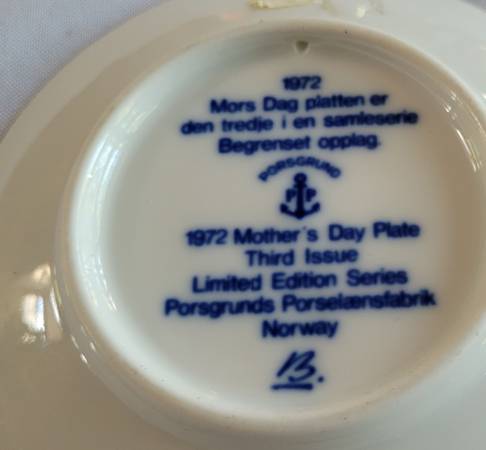 1972
Mors Dag platten er
den tredje i en samleserie
Begrenset opplag.
PORSGRUND
P P
1972 Mother's Day Plate
Third Issue
Limited Edition Series
Porsgrunds Porselænsfabrik
Norway
B.